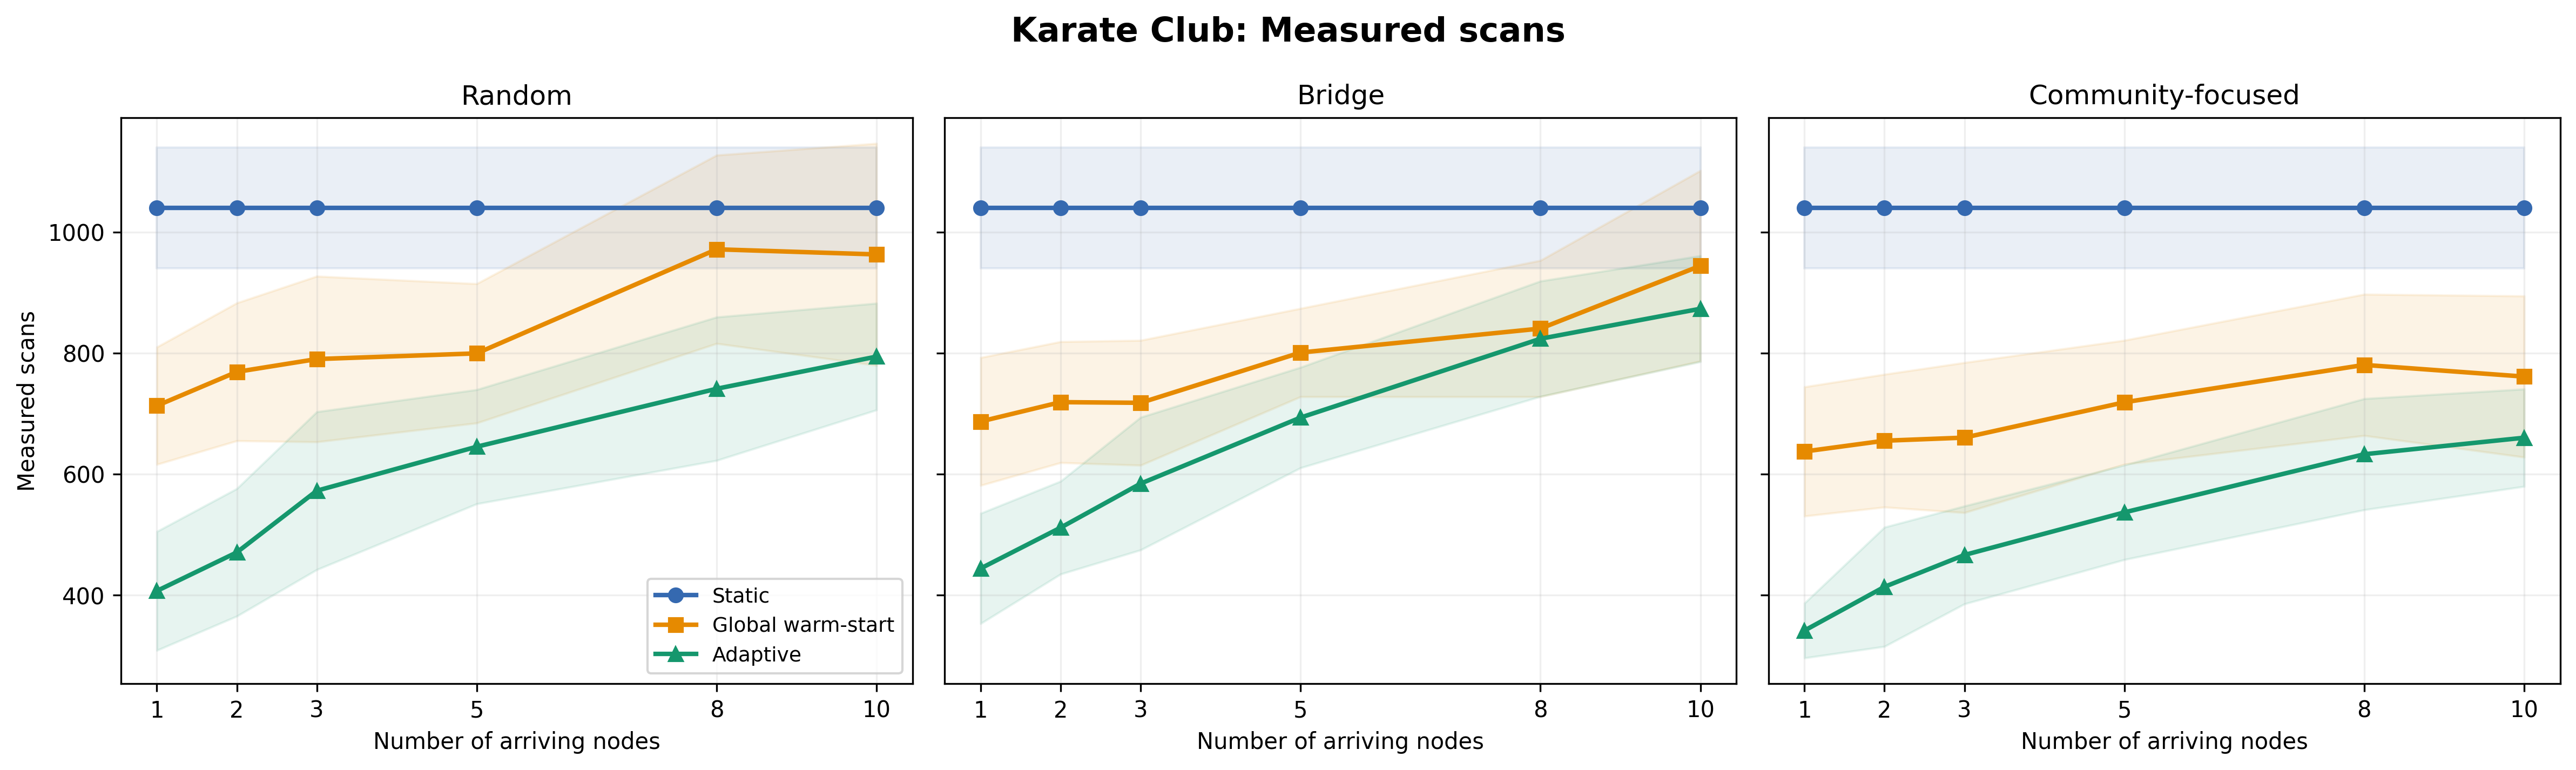 Karate Club: Measured scans
Random
Bridge
Community-focused
Measured scans
1000
800
600
400
Static
Global warm-start
Adaptive
1 2 3 5 8 10
1 2 3 5 8 10
1 2 3 5 8 10
Number of arriving nodes
Number of arriving nodes
Number of arriving nodes